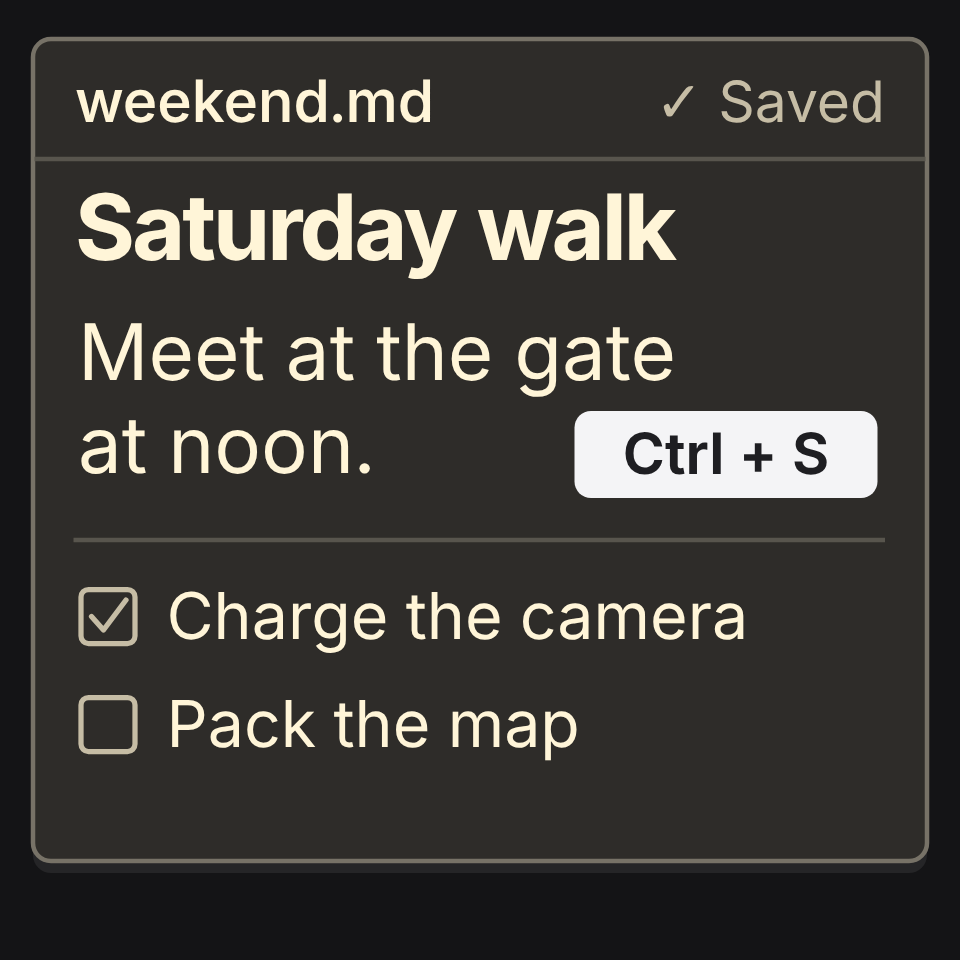 weekend.md ✓ Saved
Saturday walk
Meet at the gate
at noon.
Ctrl + S
Charge the camera
Pack the map